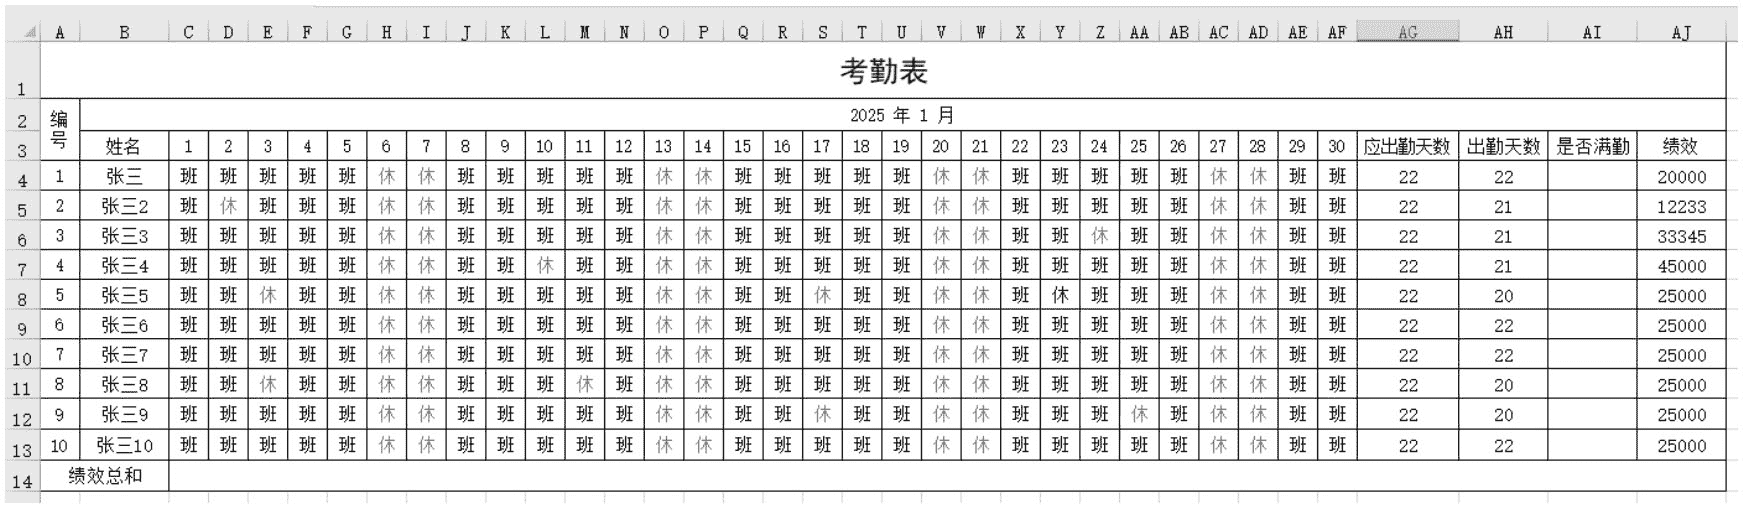 A B C D E F G H I J K L M N O P Q R S T U V W X Y Z AA AB AC AD AE AF AG AH AI AJ
1 考勤表
2 编号 2025 年 1 月
3 姓名 1 2 3 4 5 6 7 8 9 10 11 12 13 14 15 16 17 18 19 20 21 22 23 24 25 26 27 28 29 30 应出勤天数 出勤天数 是否满勤 绩效
4 1 张三 班 班 班 班 班 休 休 班 班 班 班 班 休 休 班 班 班 班 班 休 休 班 班 班 班 班 休 休 班 班 22 22 20000
5 2 张三2 班 休 班 班 班 休 休 班 班 班 班 班 休 休 班 班 班 班 班 休 休 班 班 班 班 班 休 休 班 班 22 21 12233
6 3 张三3 班 班 班 班 班 休 休 班 班 班 班 班 休 休 班 班 班 班 班 休 休 班 班 休 班 班 休 休 班 班 22 21 33345
7 4 张三4 班 班 班 班 班 休 休 班 班 休 班 班 休 休 班 班 班 班 班 休 休 班 班 班 班 班 休 休 班 班 22 21 45000
8 5 张三5 班 班 休 班 班 休 休 班 班 班 班 班 休 休 班 班 休 班 班 休 休 班 休 班 班 班 休 休 班 班 22 20 25000
9 6 张三6 班 班 班 班 班 休 休 班 班 班 班 班 休 休 班 班 班 班 班 休 休 班 班 班 班 班 休 休 班 班 22 22 25000
10 7 张三7 班 班 班 班 班 休 休 班 班 班 班 班 休 休 班 班 班 班 班 休 休 班 班 班 班 班 休 休 班 班 22 22 25000
11 8 张三8 班 班 休 班 班 休 休 班 班 班 休 班 休 休 班 班 班 班 班 休 休 班 班 班 班 班 休 休 班 班 22 20 25000
12 9 张三9 班 班 班 班 班 休 休 班 班 班 班 班 休 休 班 班 休 班 班 休 休 班 班 班 休 班 休 休 班 班 22 20 25000
13 10 张三10 班 班 班 班 班 休 休 班 班 班 班 班 休 休 班 班 班 班 班 休 休 班 班 班 班 班 休 休 班 班 22 22 25000
14 绩效总和